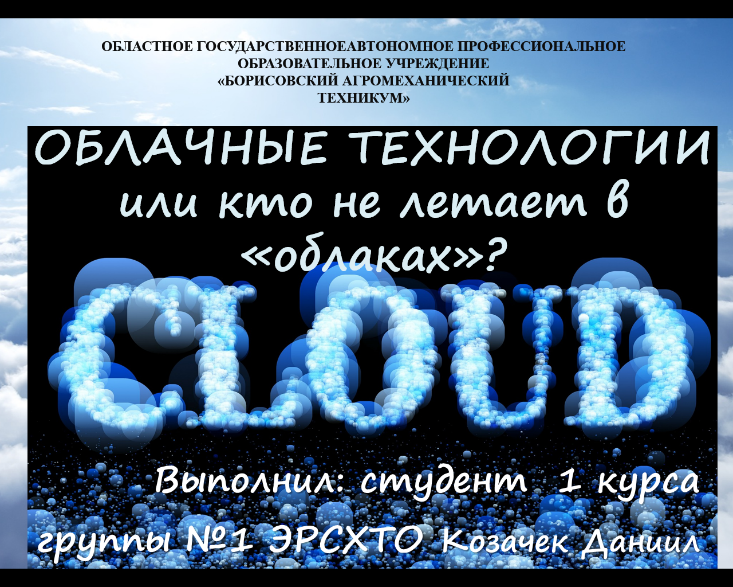 ОБЛАСТНОЕ ГОСУДАРСТВЕННОЕАВТОНОМНОЕ ПРОФЕССИОНАЛЬНОЕ
ОБРАЗОВАТЕЛЬНОЕ УЧРЕЖДЕНИЕ
«БОРИСОВСКИЙ АГРОМЕХАНИЧЕСКИЙ
ТЕХНИКУМ»
ОБЛАЧНЫЕ ТЕХНОЛОГИИ
или кто не летает в
«облаках»?
CLOUD
Выполнил: студент 1 курса
группы №1 ЭРСХТО Козачек Даниил